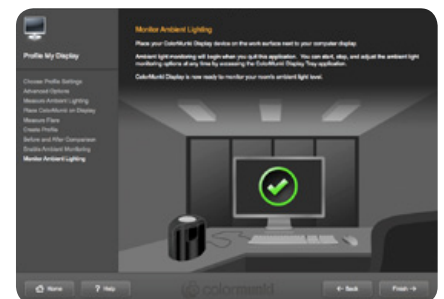 Profile My Display
Choose Profile Settings
Advanced Options
Measure Ambient Lighting
Place ColorMunki on Display
Measure Flare
Create Profile
Before and After Comparison
Enable Ambient Monitoring
Monitor Ambient Lighting
Monitor Ambient Lighting
Place your ColorMunki Display device on the work surface next to your computer display.
Ambient light monitoring will begin when you quit this application. You can start, stop, and adjust the ambient light
monitoring options at any time by accessing the ColorMunki Display Tray application.
ColorMunki Display is now ready to monitor your room's ambient light level.
Home
? Help
colormunki
← Back
Finish →